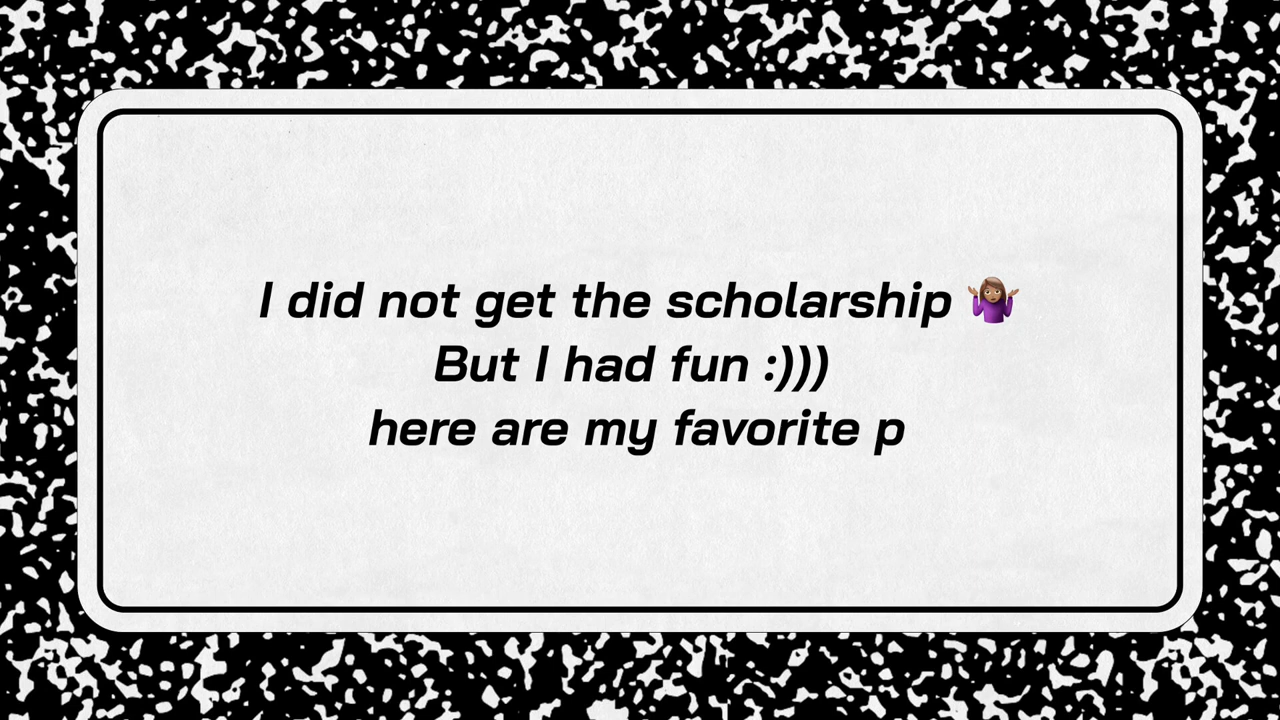 I did not get the scholarship 🤷🏽‍♀️
But I had fun :)))
here are my favorite p